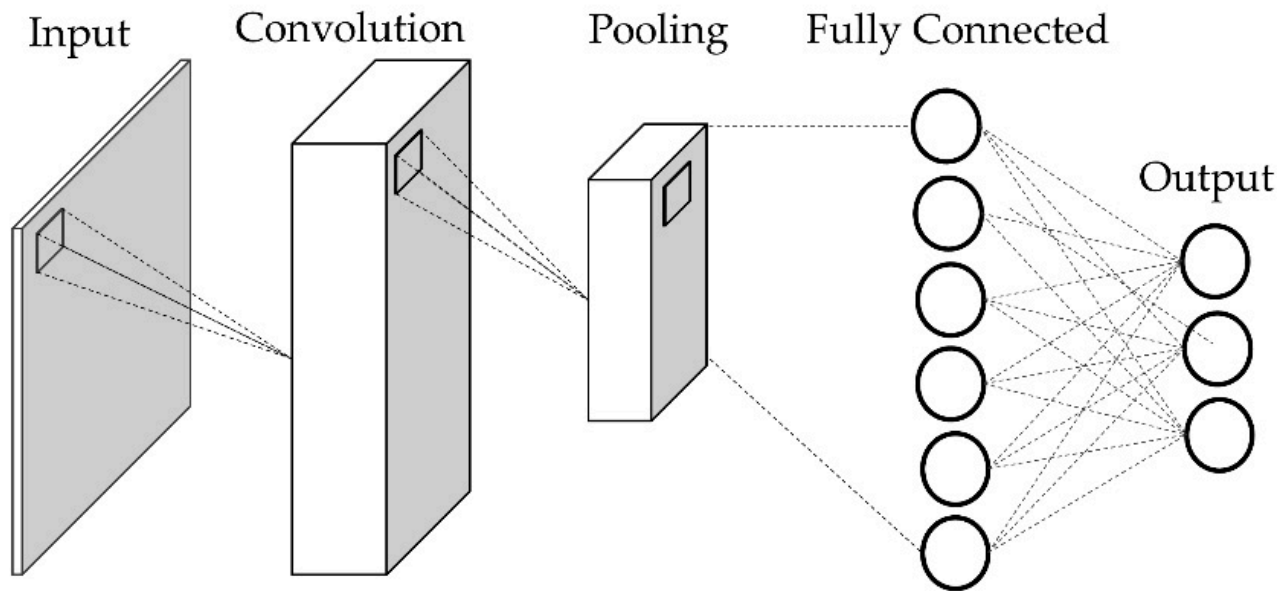 Input
Convolution
Pooling
Fully Connected
Output